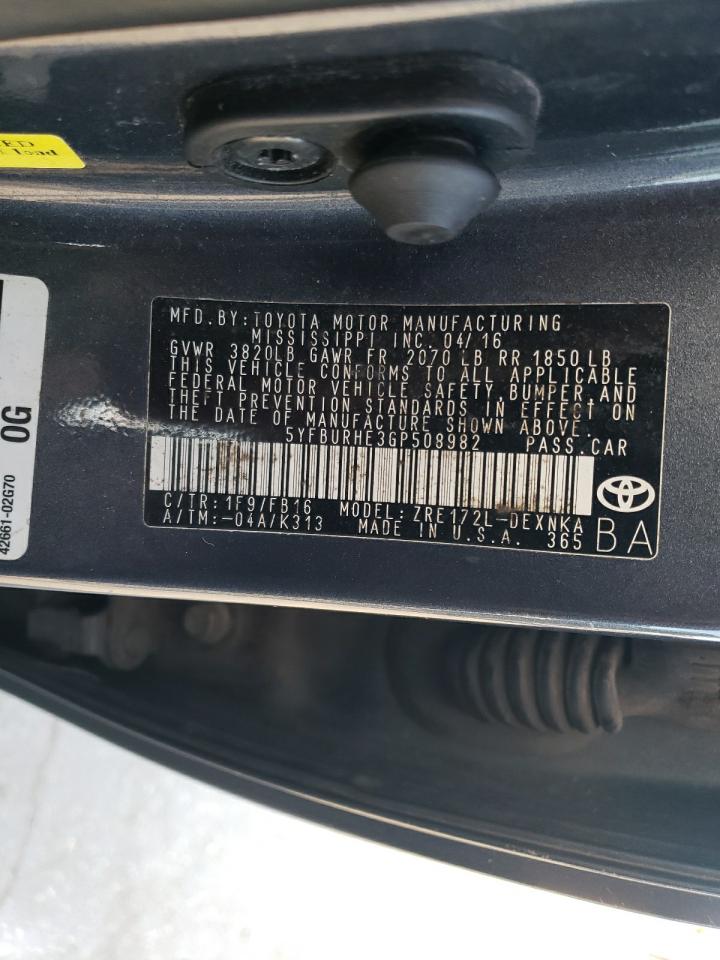 ED
Load
0G
42661-02G70
MFD.BY:TOYOTA MOTOR MANUFACTURING
MISSISSIPPI INC. 04/16
GVWR 3820LB GAWR FR 2070 LB RR 1850 LB
THIS VEHICLE CONFORMS TO ALL APPLICABLE
FEDERAL MOTOR VEHICLE SAFETY,BUMPER,AND
THEFT PREVENTION STANDARDS IN EFFECT ON
THE DATE OF MANUFACTURE SHOWN ABOVE.
5YFBURHE3GP508982 PASS.CAR
C/TR:1F9/FB16 MODEL:ZRE172L-DEXNKA
A/TM:-04A/K313 MADE IN U.S.A. 365
BA